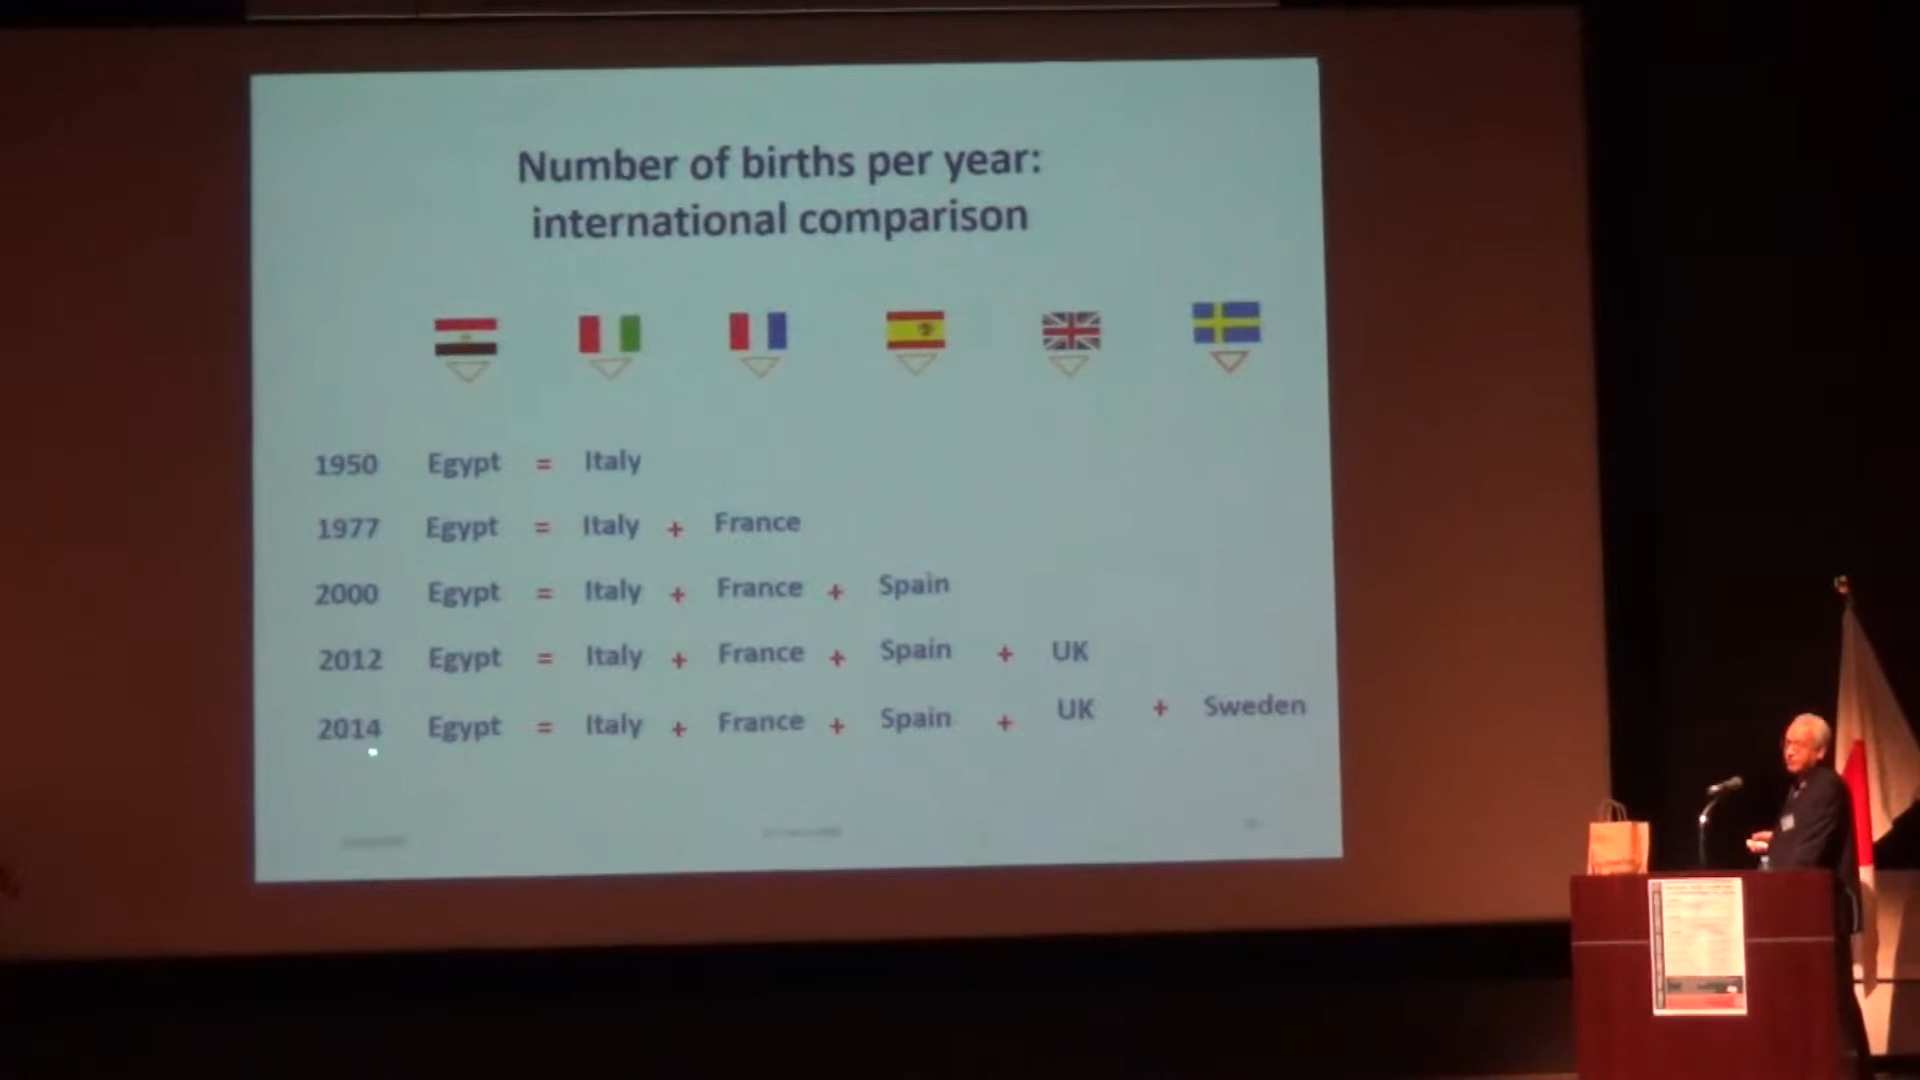 Number of births per year:
international comparison
1950 Egypt = Italy
1977 Egypt = Italy + France
2000 Egypt = Italy + France + Spain
2012 Egypt = Italy + France + Spain + UK
2014 Egypt = Italy + France + Spain + UK + Sweden